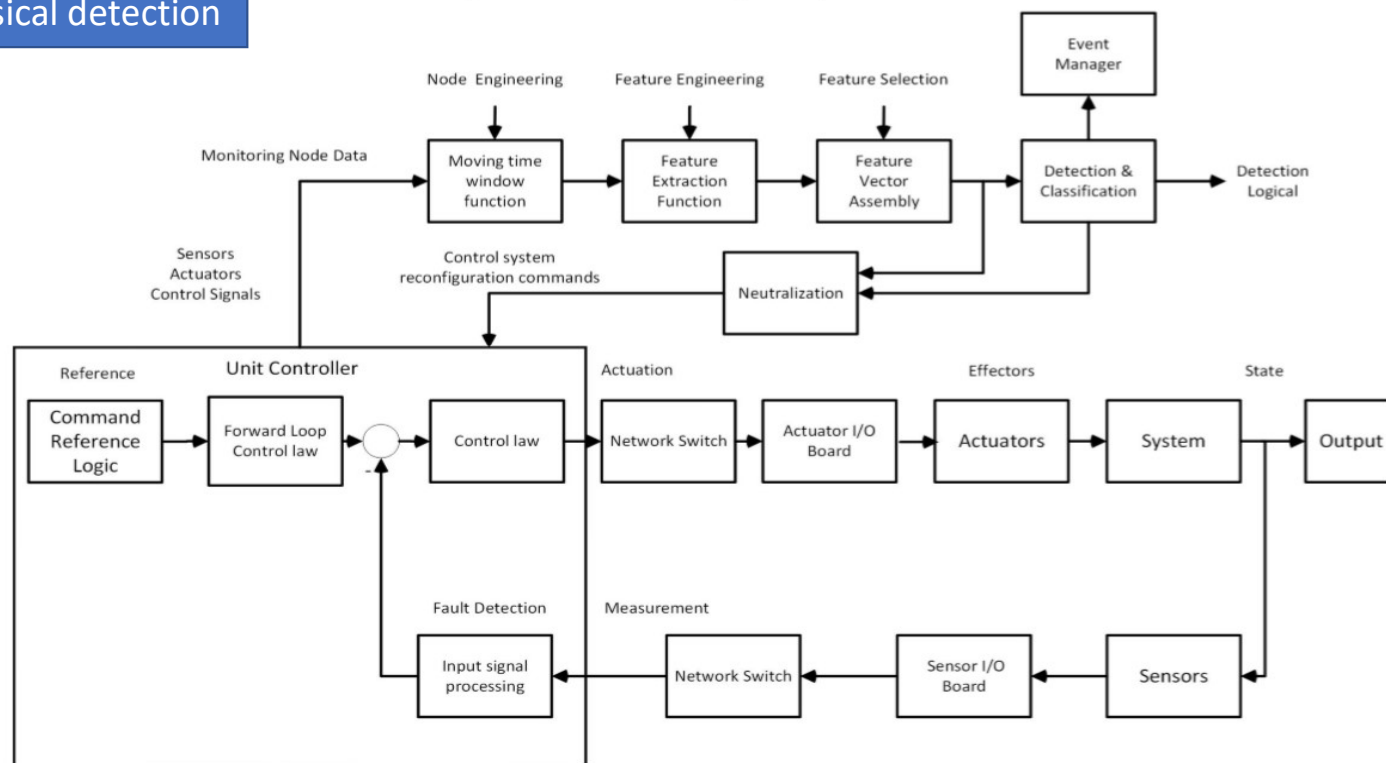 detection
Event
Manager
Node Engineering
Feature Engineering
Feature Selection
Monitoring Node Data
Moving time
window
function
Feature
Extraction
Function
Feature
Vector
Assembly
Detection &
Classification
Detection
Logical
Sensors
Actuators
Control Signals
Control system
reconfiguration commands
Neutralization
Reference
Unit Controller
Actuation
Effectors
State
Command
Reference
Logic
Forward Loop
Control law
Control law
Network Switch
Actuator I/O
Board
Actuators
System
Output
-
Fault Detection
Measurement
Input signal
processing
Network Switch
Sensor I/O
Board
Sensors